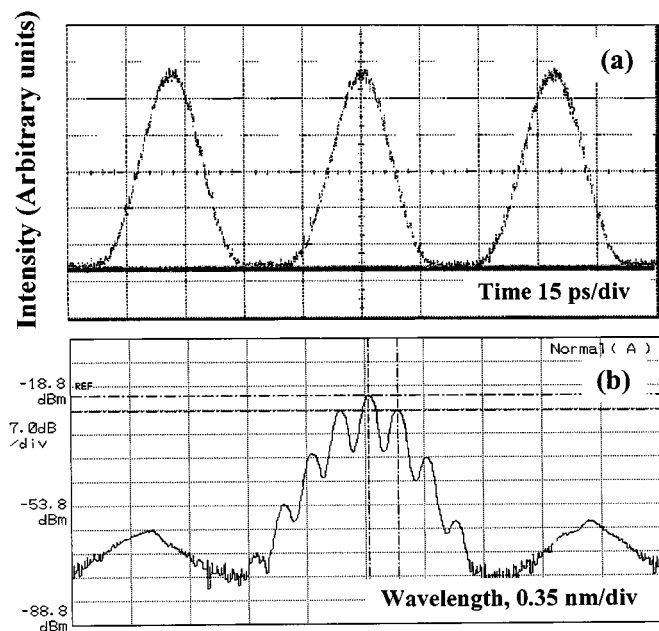 Intensity (Arbitrary units)
(a)
Time 15 ps/div
Normal( A )
(b)
-18.8
dBm
REF
7.0dB
/div
-53.8
dBm
-88.8
dBm
Wavelength, 0.35 nm/div